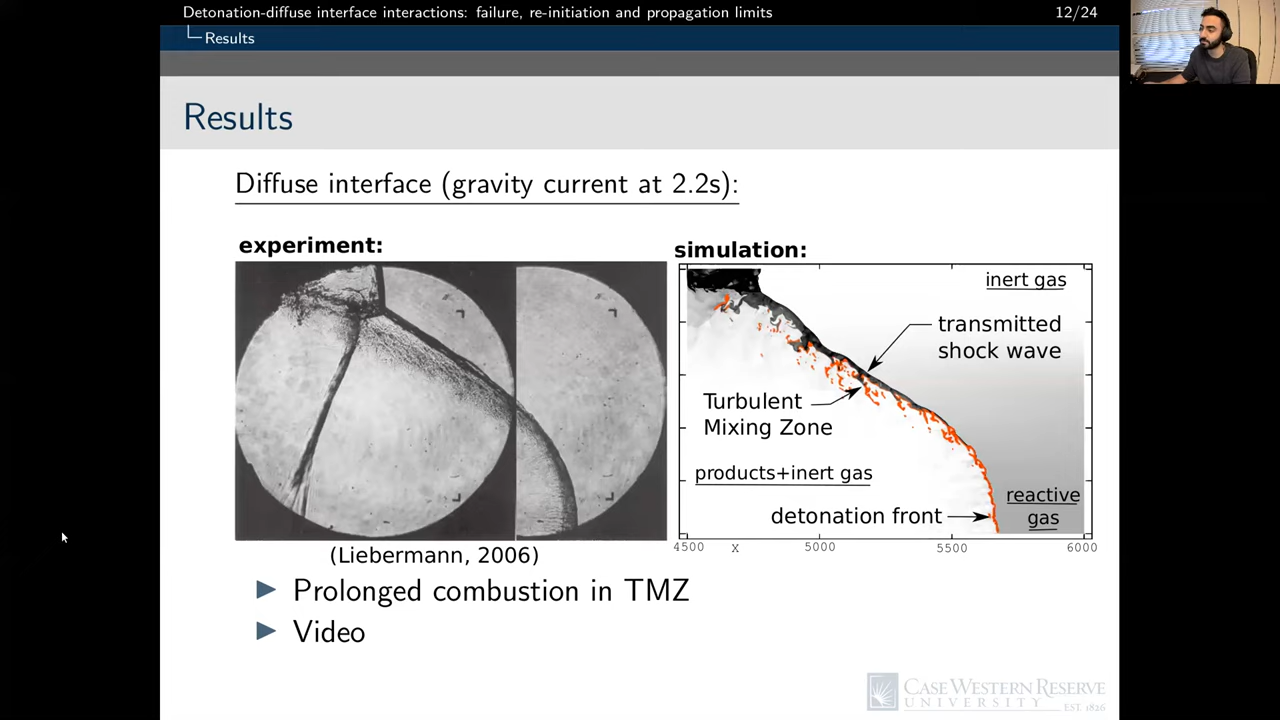 Detonation-diffuse interface interactions: failure, re-initiation and propagation limits
12/24
Results
Results
Diffuse interface (gravity current at 2.2s):
experiment:
simulation:
inert gas
transmitted
shock wave
Turbulent
Mixing Zone
products+inert gas
reactive
gas
detonation front
4500 x 5000 5500 6000
(Liebermann, 2006)
Prolonged combustion in TMZ
Video
CASE WESTERN RESERVE
UNIVERSITY EST. 1826